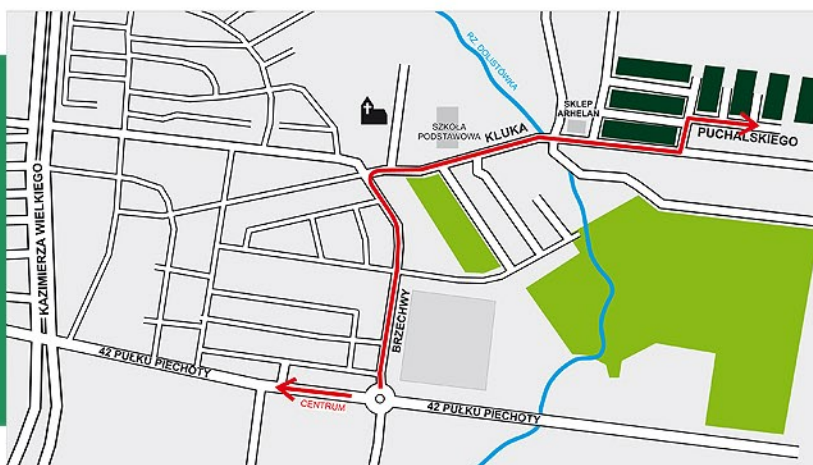 RZ. DOLISTÓWKA
SKLEP
ARHELAN
SZKOŁA
PODSTAWOWA
KLUKA
PUCHALSKIEGO
KAZIMIERZA WIELKIEGO
BRZECHWY
42 PUŁKU PIECHOTY
CENTRUM
42 PUŁKU PIECHOTY